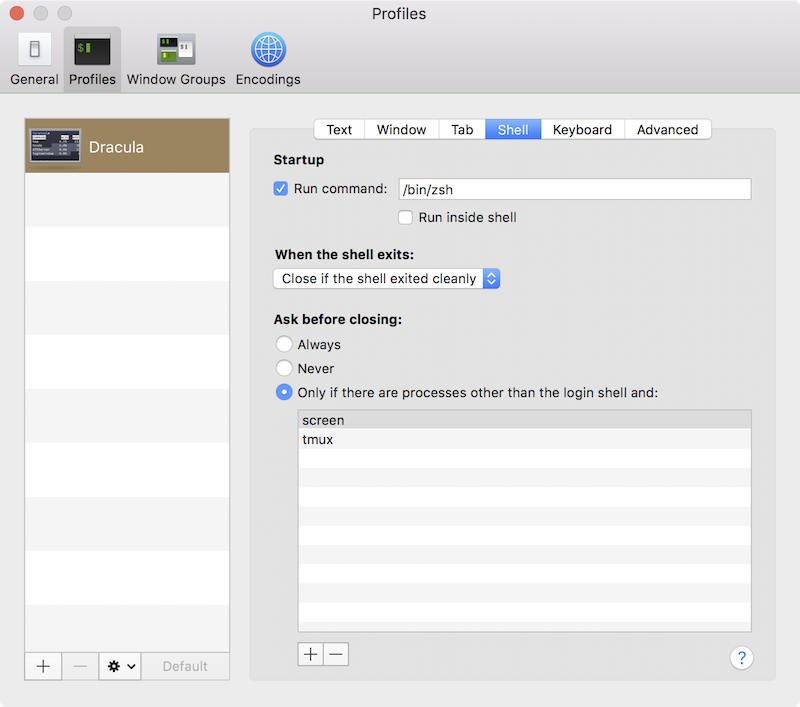 Profiles
General Profiles Window Groups Encodings
Dracula
Text Window Tab Shell Keyboard Advanced
Startup
Run command: /bin/zsh
Run inside shell
When the shell exits:
Close if the shell exited cleanly
Ask before closing:
Always
Never
Only if there are processes other than the login shell and:
screen
tmux
+ −
?
+ − Default